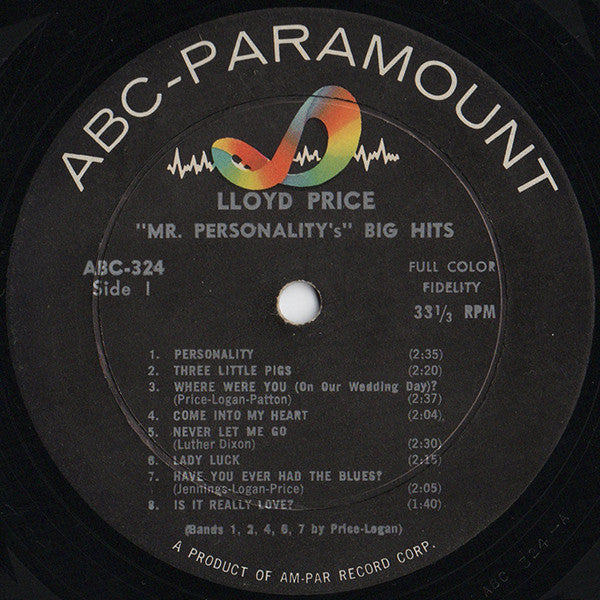 ABC-PARAMOUNT
LLOYD PRICE
"MR. PERSONALITY's" BIG HITS
ABC-324
Side 1
FULL COLOR
FIDELITY
33 1/3 RPM
1. PERSONALITY (2:35)
2. THREE LITTLE PIGS (2:20)
3. WHERE WERE YOU (On Our Wedding Day)?
(Price-Logan-Patton) (2:37)
4. COME INTO MY HEART (2:04)
5. NEVER LET ME GO
(Luther Dixon) (2:30)
6. LADY LUCK (2:15)
7. HAVE YOU EVER HAD THE BLUES?
(Jennings-Logan-Price) (2:05)
8. IS IT REALLY LOVE? (1:40)
(Bands 1, 2, 4, 6, 7 by Price-Logan)
A PRODUCT OF AM-PAR RECORD CORP.
ABC 324-A